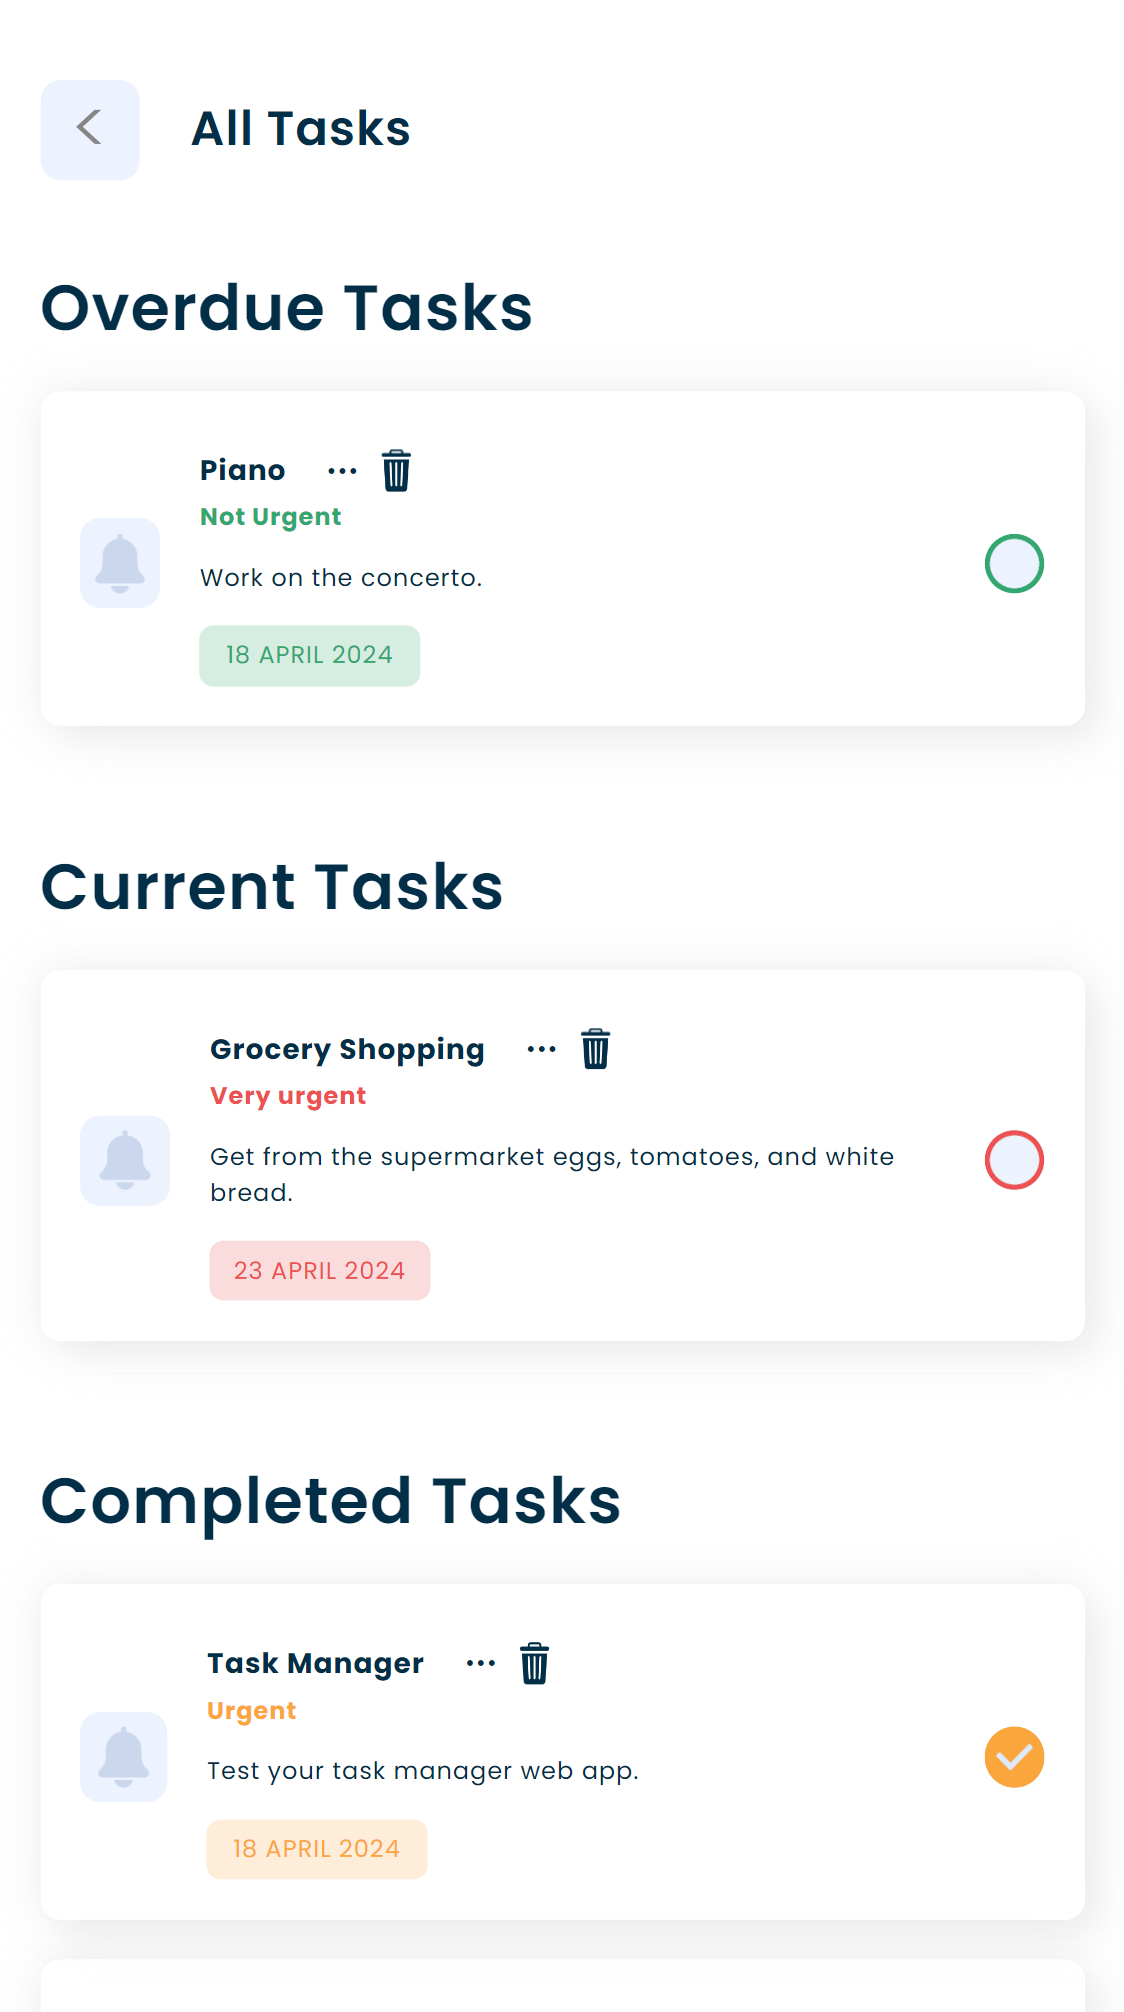 All Tasks
Overdue Tasks
Piano
Not Urgent
Work on the concerto.
18 APRIL 2024
Current Tasks
Grocery Shopping
Very urgent
Get from the supermarket eggs, tomatoes, and white
bread.
23 APRIL 2024
Completed Tasks
Task Manager
Urgent
Test your task manager web app.
18 APRIL 2024